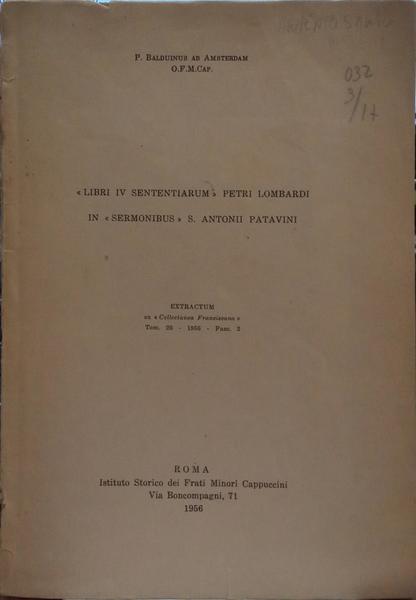 P. Balduinus ab Amsterdam
O.F.M.Cap.
032
3/17
« LIBRI IV SENTENTIARUM » PETRI LOMBARDI
IN « SERMONIBUS » S. ANTONII PATAVINI
EXTRACTUM
ex « Collectanea Franciscana »
Tom. 26 - 1956 - Fasc. 2
ROMA
Istituto Storico dei Frati Minori Cappuccini
Via Boncompagni, 71
1956